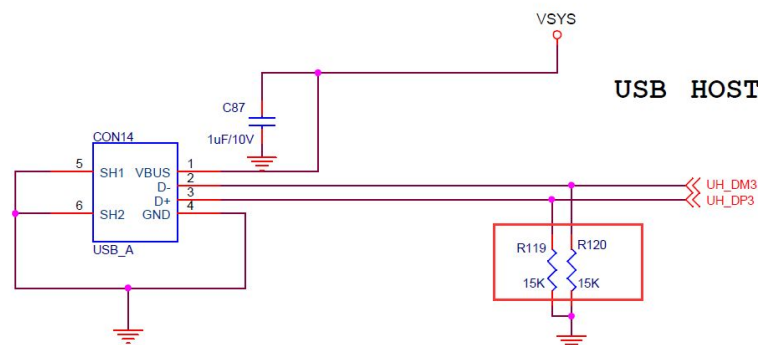 VSYS
USB HOST
C87
1uF/10V
CON14
5 SH1 VBUS 1
D- 2
D+ 3
6 SH2 GND 4
USB_A
UH_DM3
UH_DP3
R119 R120
15K 15K